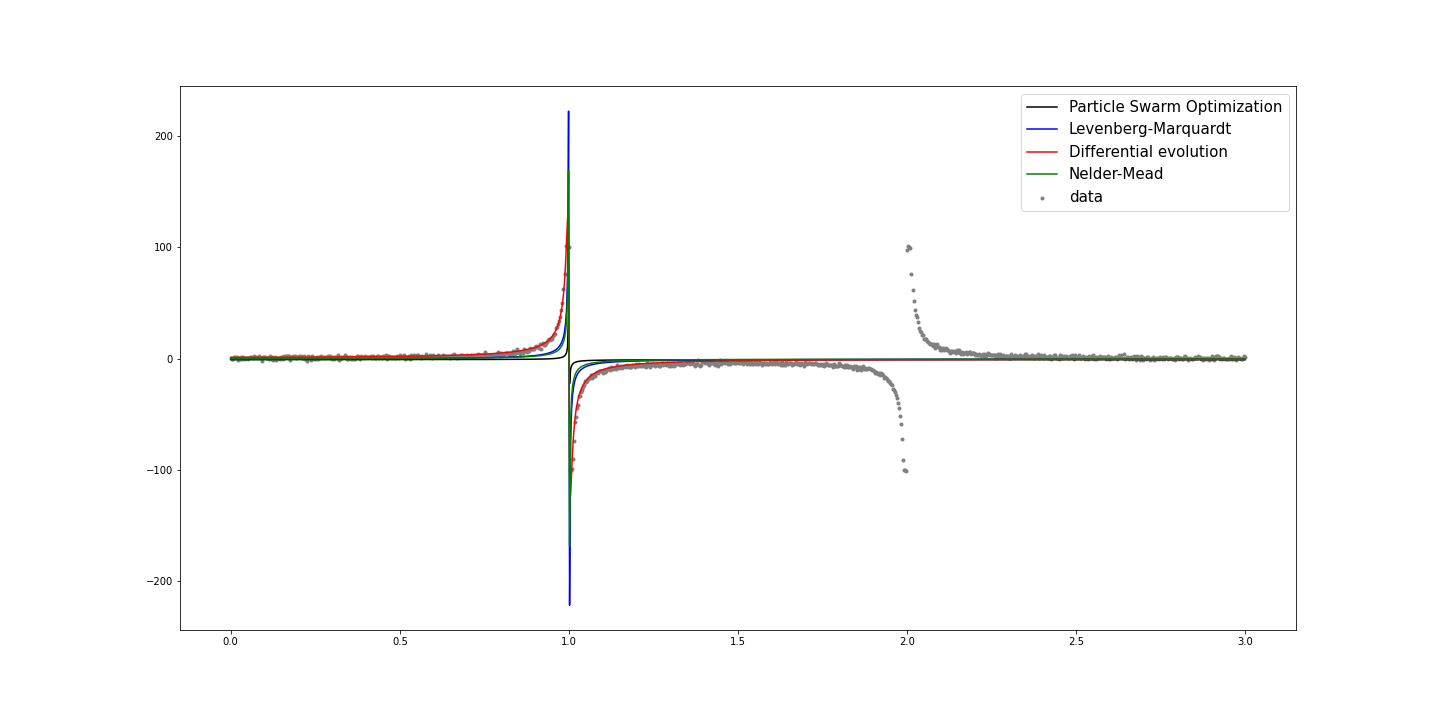 Particle Swarm Optimization
Levenberg-Marquardt
Differential evolution
Nelder-Mead
data
200
100
0
−100
−200
0.0 0.5 1.0 1.5 2.0 2.5 3.0